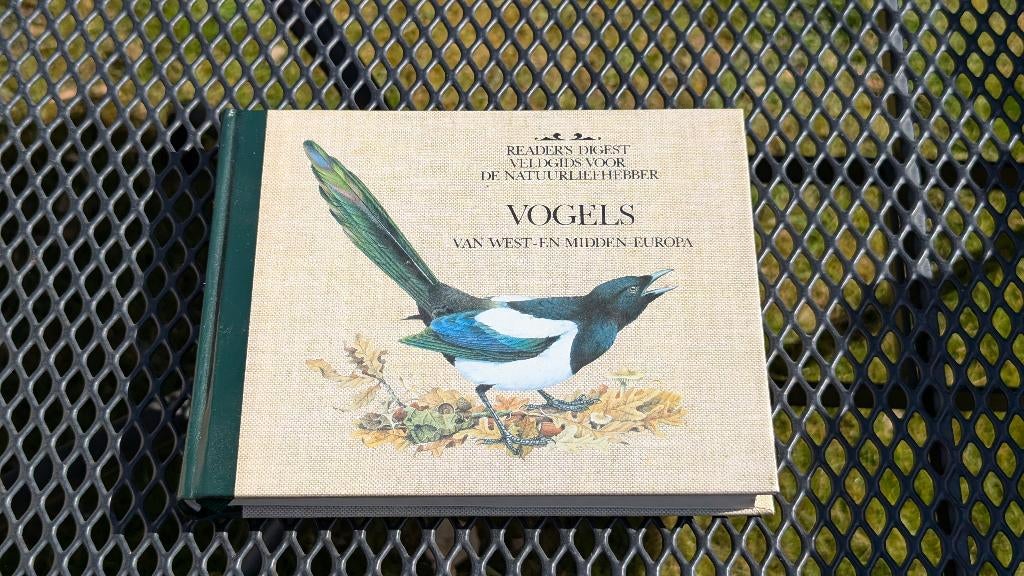 READER'S DIGEST
VELDGIDS VOOR
DE NATUURLIEFHEBBER
VOGELS
VAN WEST- EN MIDDEN-EUROPA